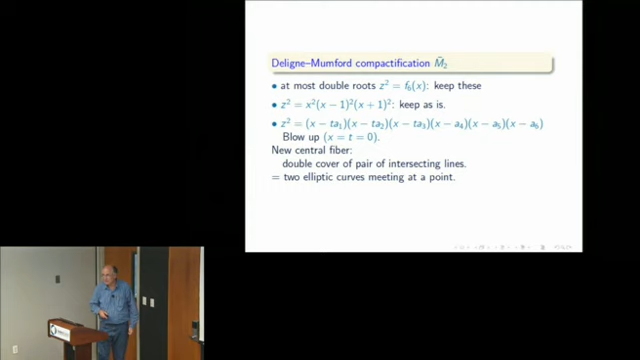 Deligne–Mumford compactification M̄₂
• at most double roots z² = f₆(x): keep these
• z² = x²(x − 1)²(x + 1)²: keep as is.
• z² = (x − ta₁)(x − ta₂)(x − ta₃)(x − a₄)(x − a₅)(x − a₆)
Blow up (x = t = 0).
New central fiber:
double cover of pair of intersecting lines.
= two elliptic curves meeting at a point.